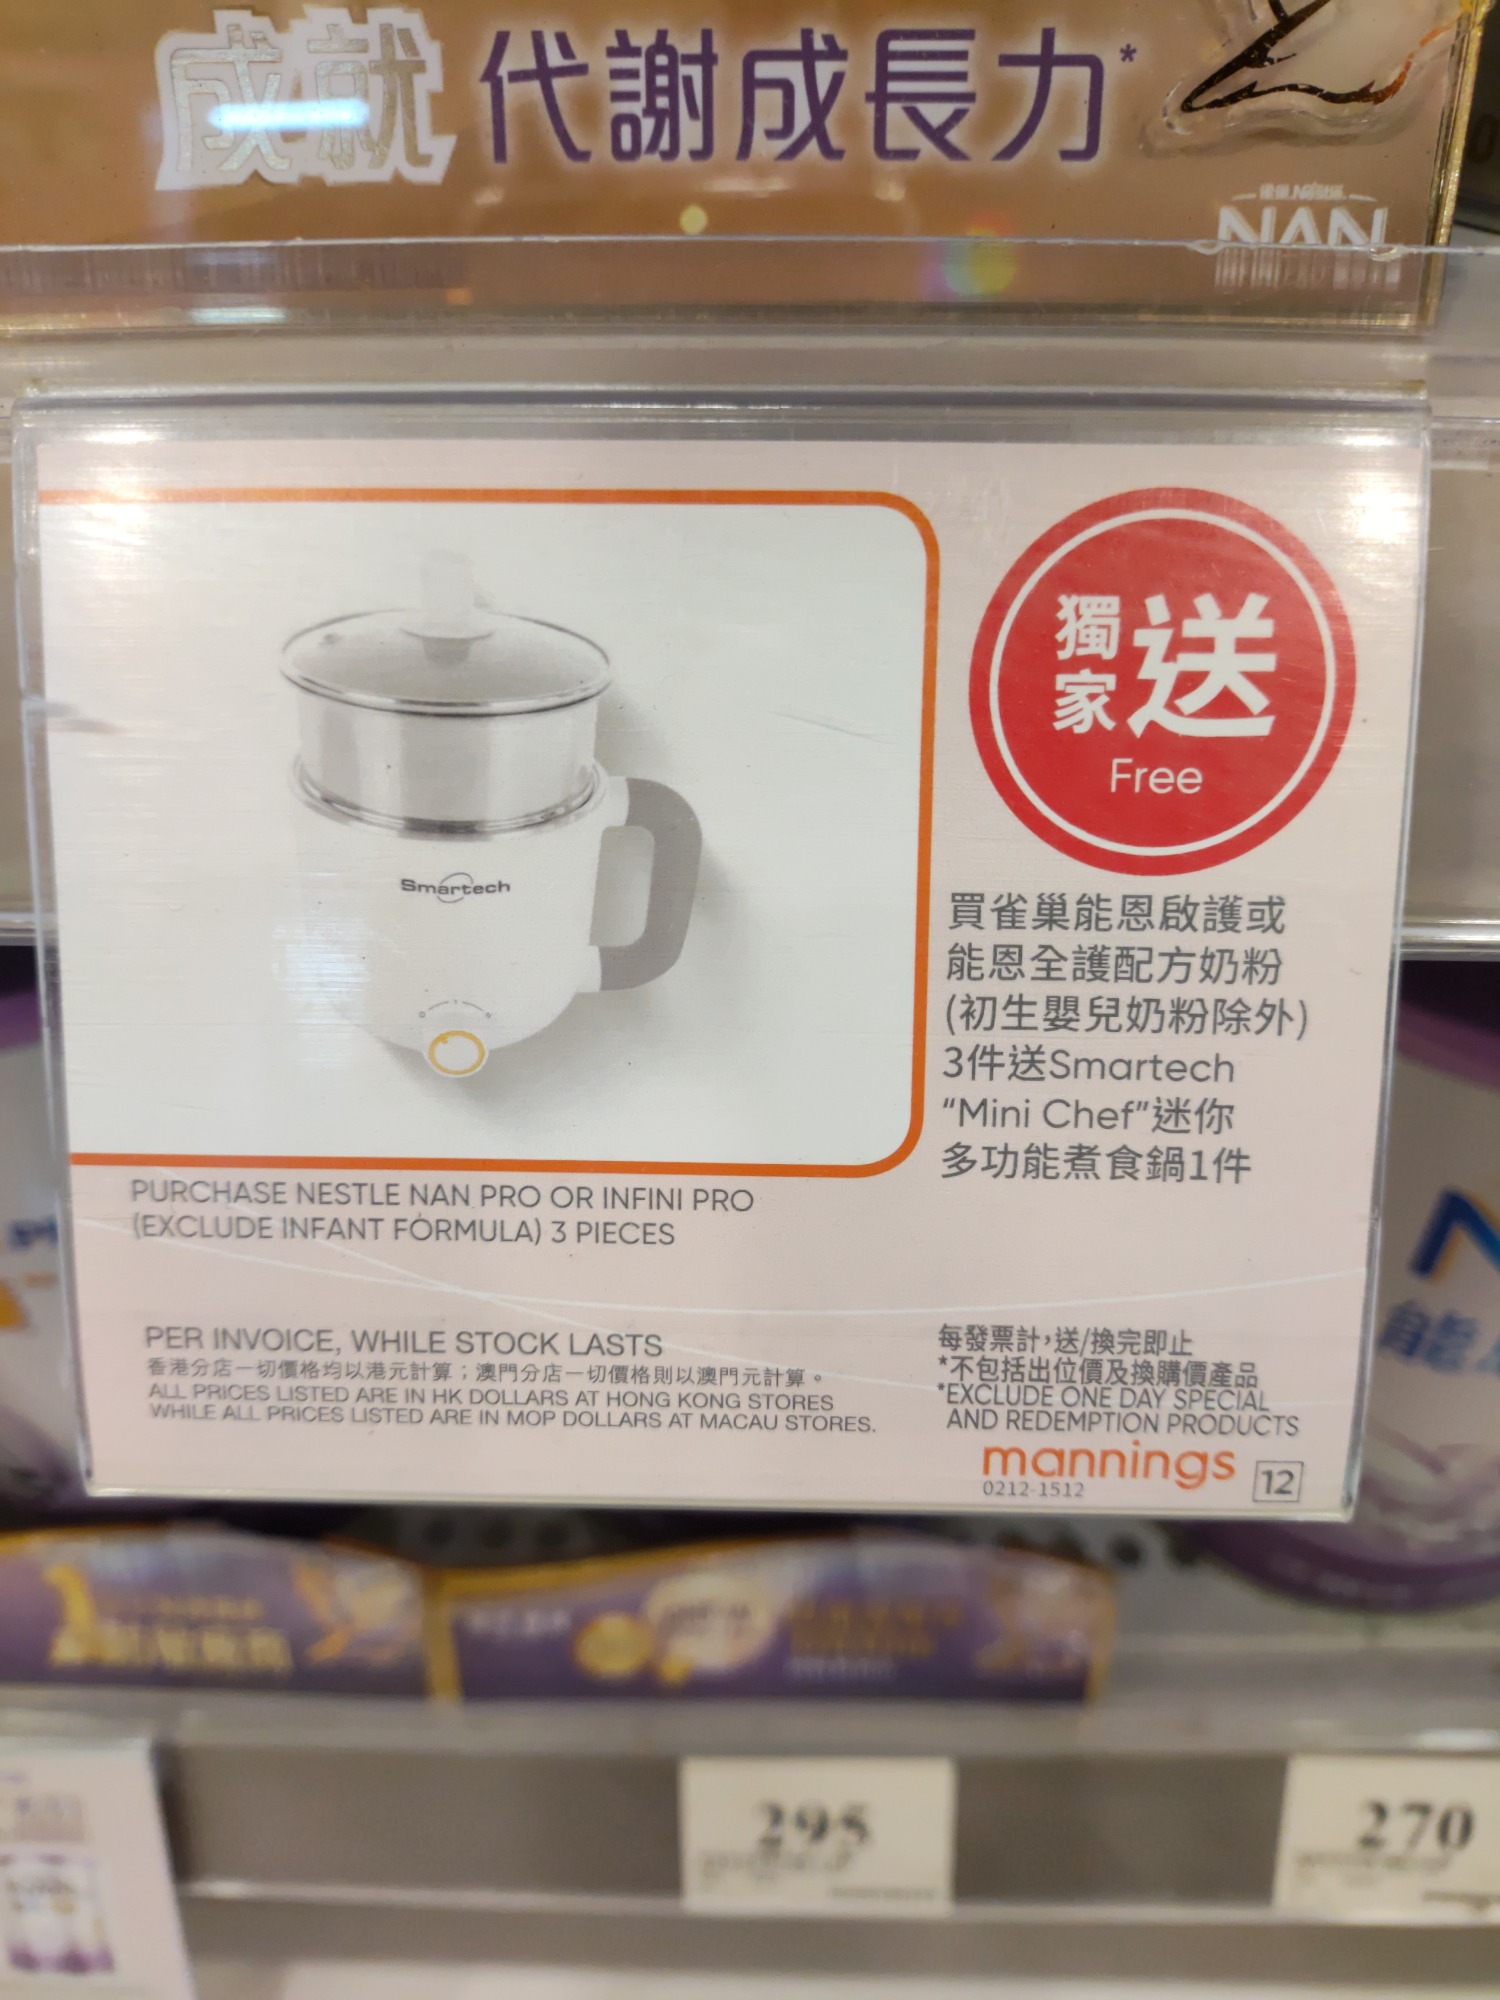 成就 代謝成長力*
NAN
獨家送
Free
Smartech
買雀巢能恩啟護或
能恩全護配方奶粉
(初生嬰兒奶粉除外)
3件送Smartech
“Mini Chef”迷你
多功能煮食鍋1件
PURCHASE NESTLE NAN PRO OR INFINI PRO
(EXCLUDE INFANT FORMULA) 3 PIECES
PER INVOICE, WHILE STOCK LASTS
香港分店一切價格均以港元計算；澳門分店一切價格則以澳門元計算。
ALL PRICES LISTED ARE IN HK DOLLARS AT HONG KONG STORES
WHILE ALL PRICES LISTED ARE IN MOP DOLLARS AT MACAU STORES.
每發票計，送/換完即止
*不包括出位價及換購價產品
*EXCLUDE ONE DAY SPECIAL
AND REDEMPTION PRODUCTS
mannings
0212-1512
12
295
270